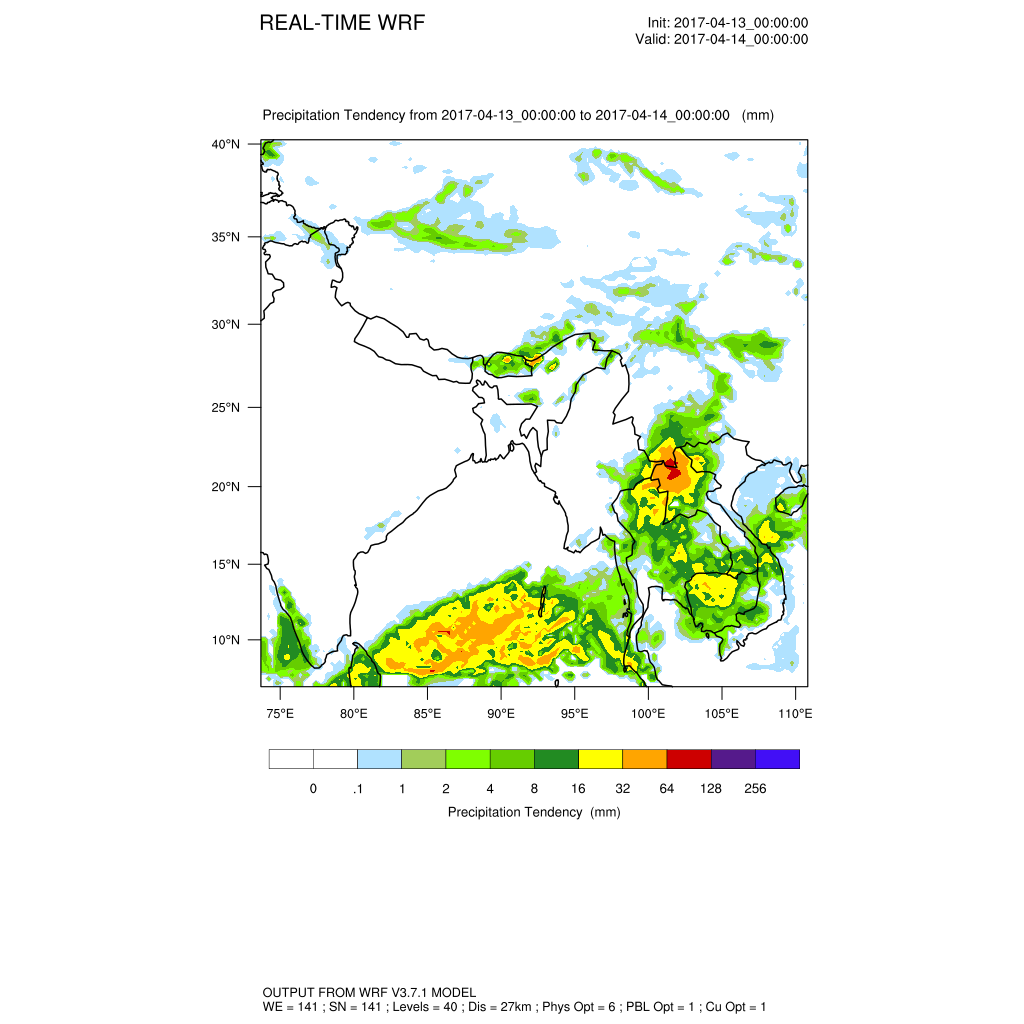 REAL-TIME WRF
Init: 2017-04-13_00:00:00
Valid: 2017-04-14_00:00:00
Precipitation Tendency from 2017-04-13_00:00:00 to 2017-04-14_00:00:00 (mm)
40°N
35°N
30°N
25°N
20°N
15°N
10°N
75°E 80°E 85°E 90°E 95°E 100°E 105°E 110°E
0 .1 1 2 4 8 16 32 64 128 256
Precipitation Tendency (mm)
OUTPUT FROM WRF V3.7.1 MODEL
WE = 141 ; SN = 141 ; Levels = 40 ; Dis = 27km ; Phys Opt = 6 ; PBL Opt = 1 ; Cu Opt = 1